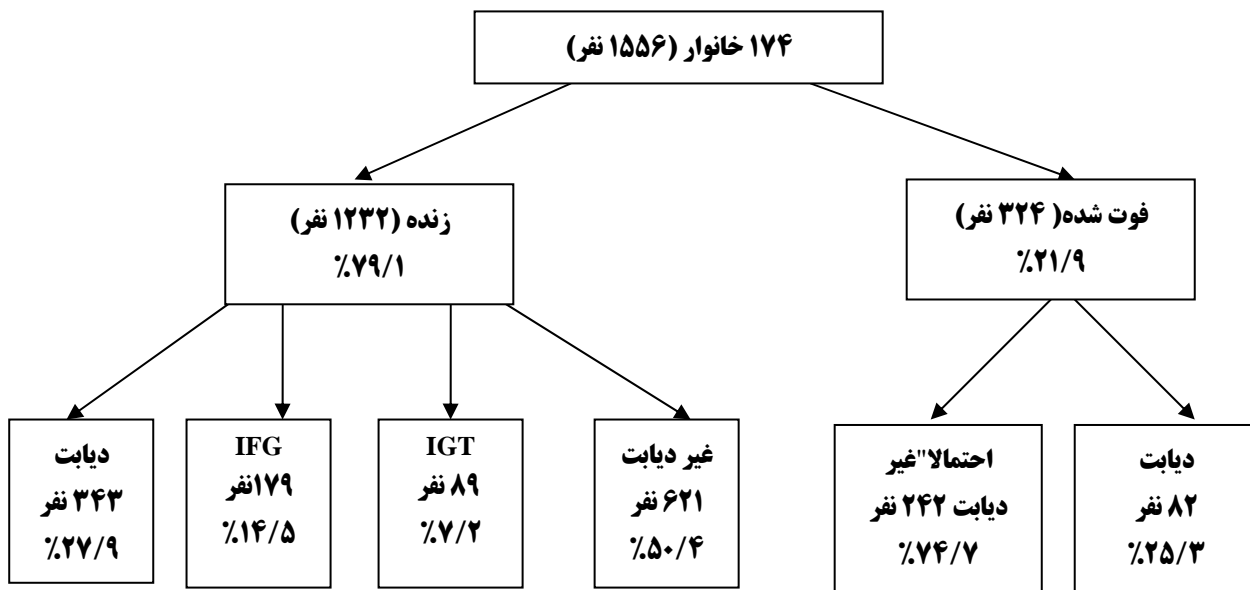 ۱۷۴ خانوار (۱۵۵۶ نفر)
فوت شده( ۳۲۴ نفر)
٪۲۱/۹
زنده (۱۲۳۲ نفر)
٪۷۹/۱
دیابت
۸۲ نفر
٪۲۵/۳
احتمالا"غیر
دیابت ۲۴۲ نفر
٪۷۴/۷
غیر دیابت
۶۲۱ نفر
٪۵۰/۴
IGT
۸۹ نفر
٪۷/۲
IFG
۱۷۹نفر
٪۱۴/۵
دیابت
۳۴۳ نفر
٪۲۷/۹